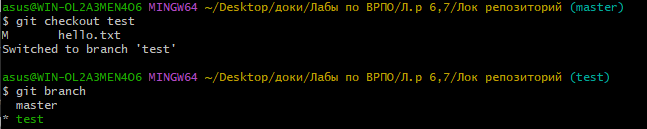 asus@WIN-OL2A3MEN4O6 MINGW64 ~/Desktop/доки/Лабы по ВРПО/Л.р 6,7/Лок репозиторий (master)
$ git checkout test
M       hello.txt
Switched to branch 'test'
asus@WIN-OL2A3MEN4O6 MINGW64 ~/Desktop/доки/Лабы по ВРПО/Л.р 6,7/Лок репозиторий (test)
$ git branch
  master
* test